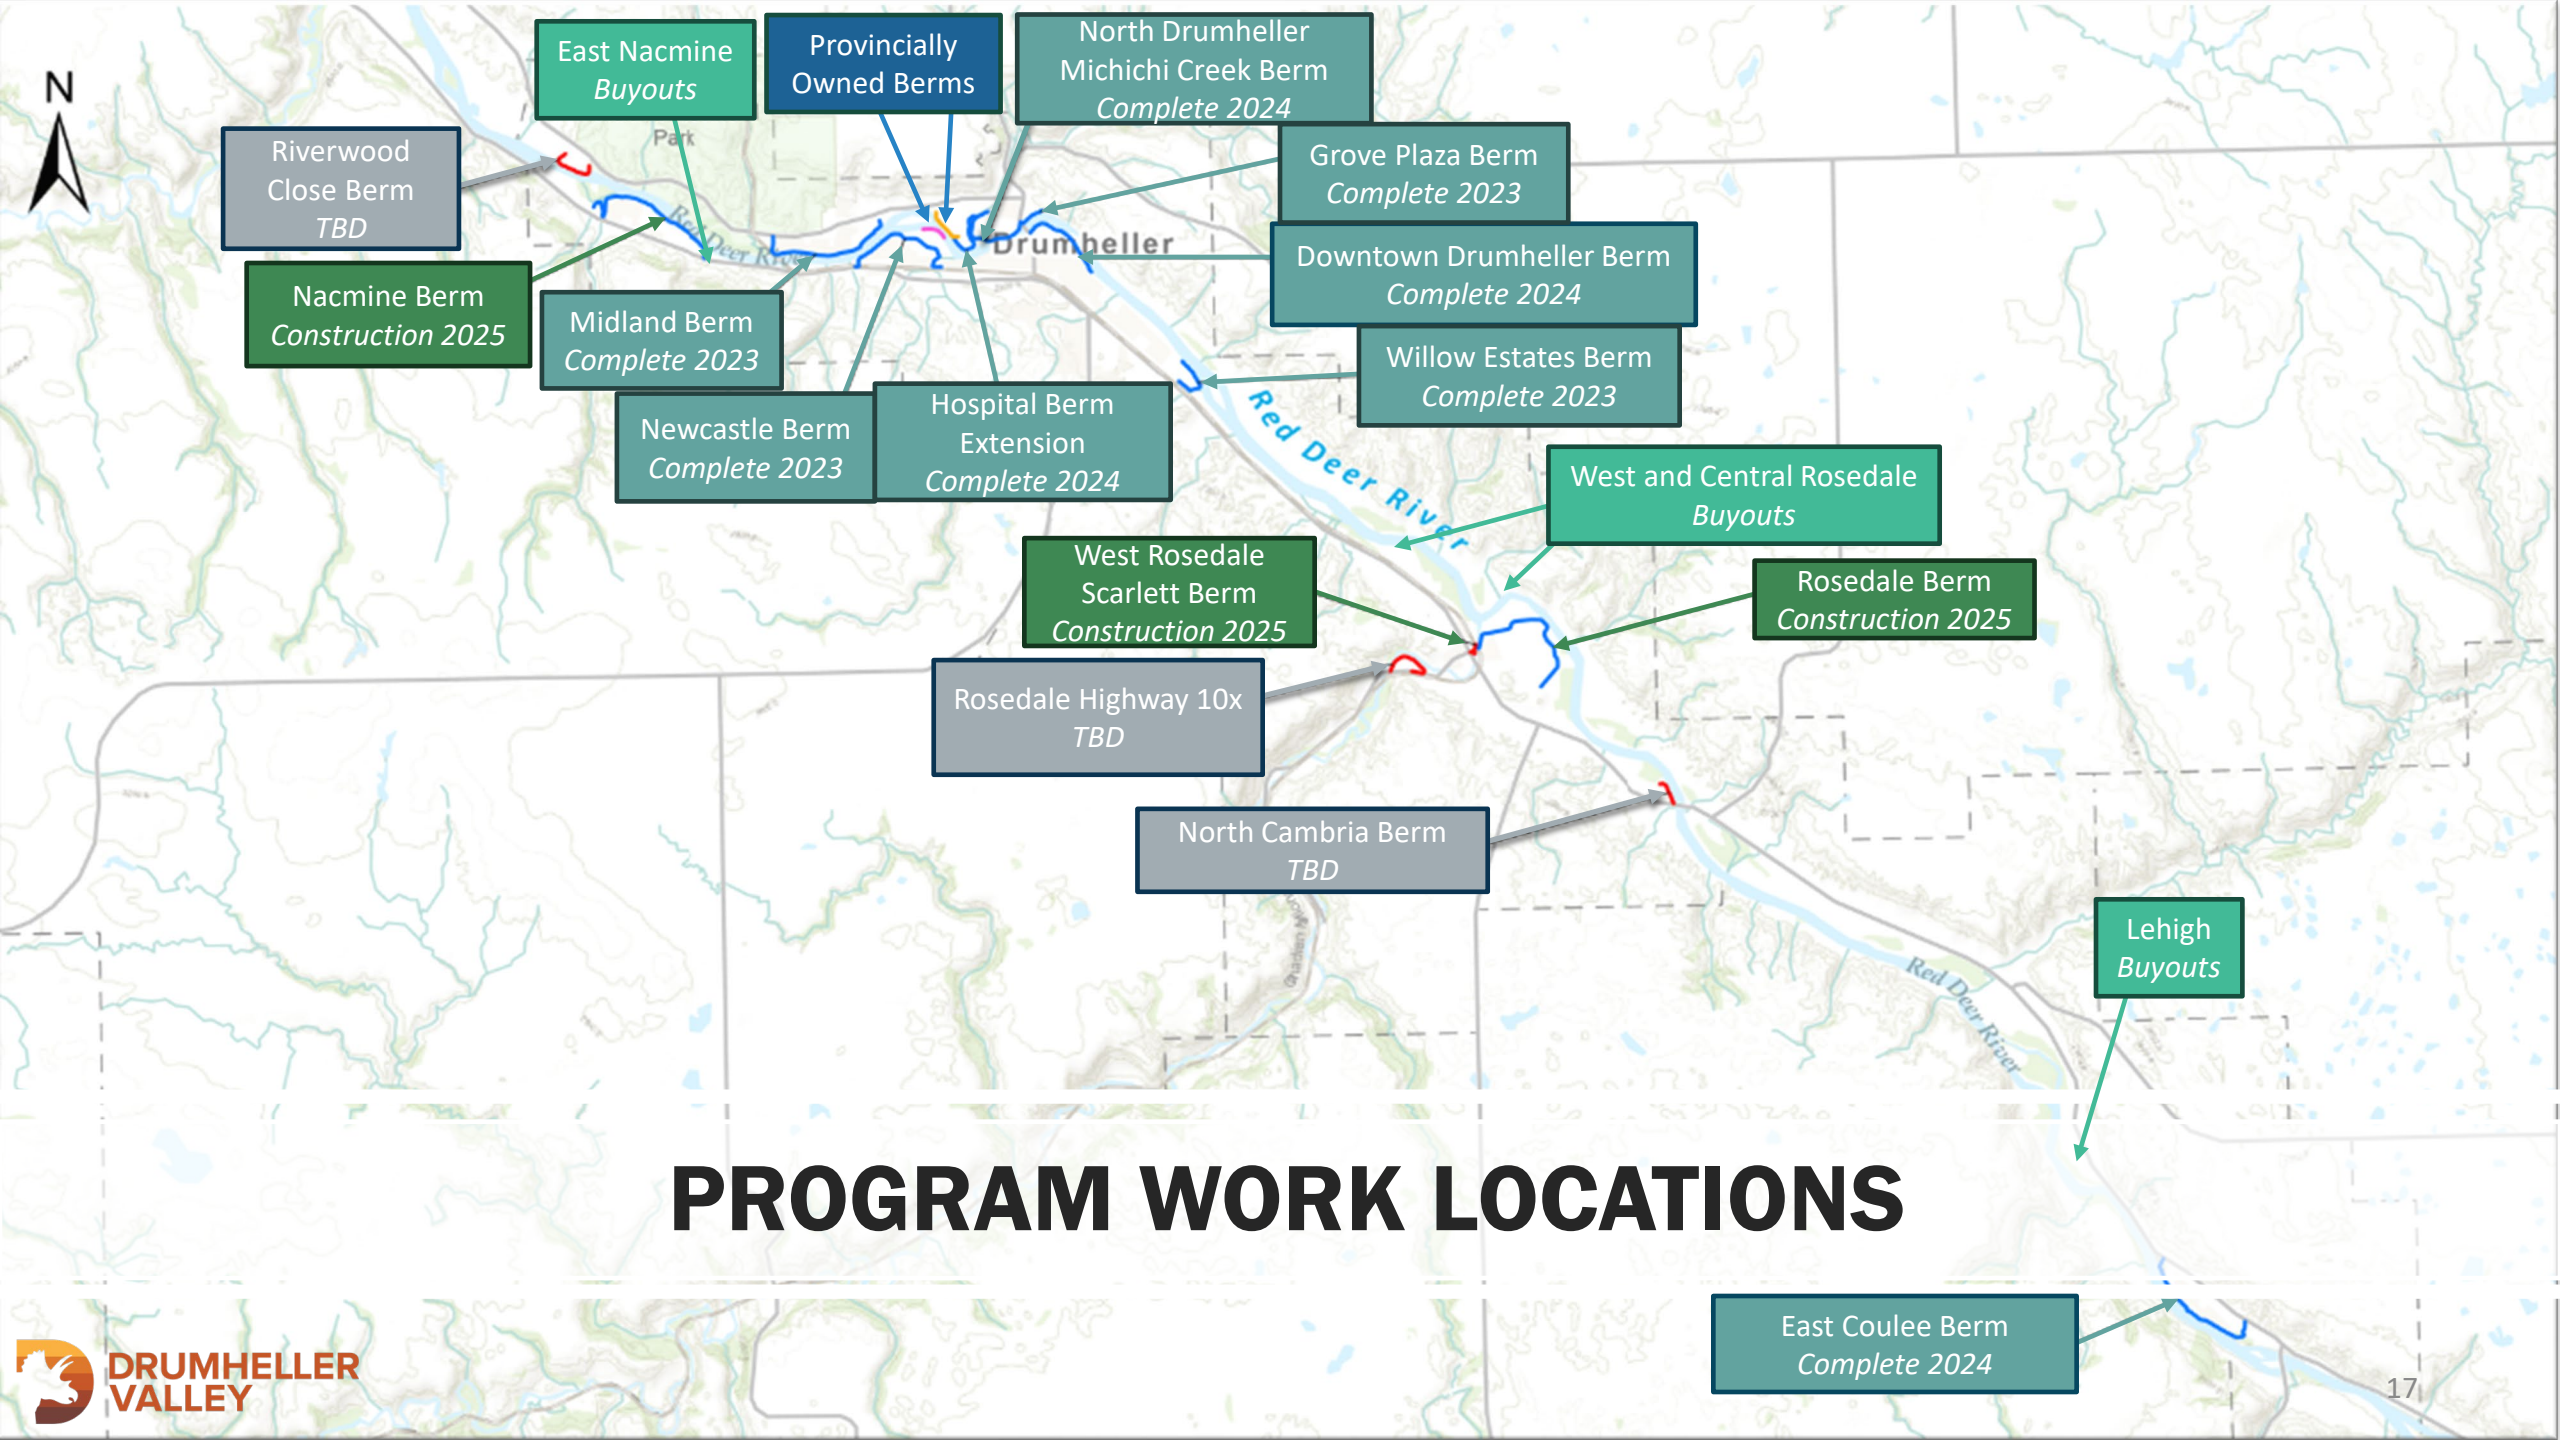 East Nacmine
Buyouts
Provincially
Owned Berms
North Drumheller
Michichi Creek Berm
Complete 2024
N
Park
Riverwood
Close Berm
TBD
Grove Plaza Berm
Complete 2023
Red Deer River
Drumheller
Downtown Drumheller Berm
Complete 2024
Nacmine Berm
Construction 2025
Midland Berm
Complete 2023
Willow Estates Berm
Complete 2023
Newcastle Berm
Complete 2023
Hospital Berm
Extension
Complete 2024
Red Deer River
West and Central Rosedale
Buyouts
West Rosedale
Scarlett Berm
Construction 2025
Rosedale Berm
Construction 2025
Rosedale Highway 10x
TBD
North Cambria Berm
TBD
Lehigh
Buyouts
Red Deer River
PROGRAM WORK LOCATIONS
East Coulee Berm
Complete 2024
DRUMHELLER
VALLEY
17